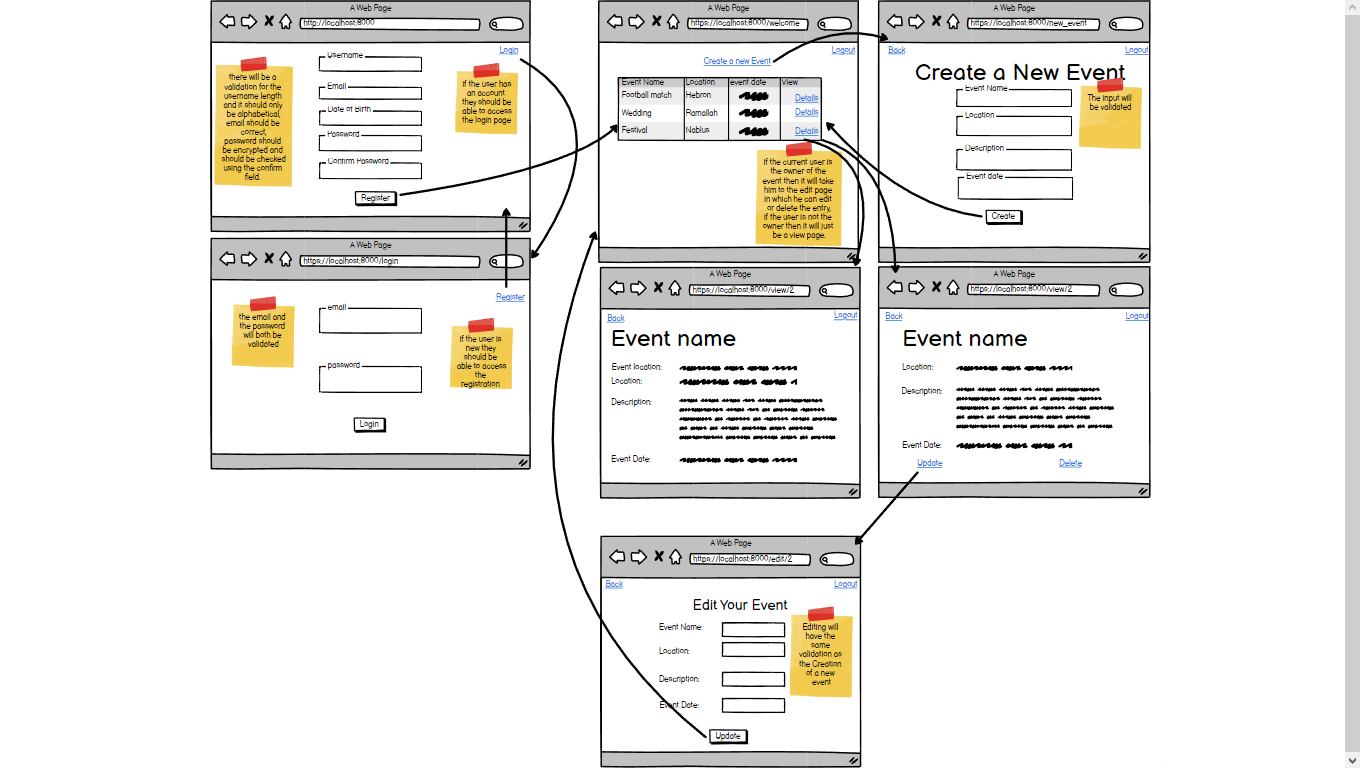 A Web Page
http://localhost:8000
Login
Username
Email
Date of Birth
Password
Confirm Password
Register
there will be a
validation for the
username length
and it should only
be alphabetical,
email should be
correct,
password should
be encrypted and
should be checked
using the confirm
field.
if the user has
an account
they should be
able to access
the login page
A Web Page
https://localhost:8000/login
Register
email
password
Login
the email and
the password
will both be
validated
if the user is
new they
should be
able to access
the
registration
A Web Page
https://localhost:8000/welcome
Logout
Create a new Event
Event Name Location event date View
Football match Hebron Details
Wedding Ramallah Details
Festival Nablus Details
if the current user is
the owner of the
event then it will take
him to the edit page
in which he can edit
or delete the entry,
if the user is not the
owner then it will just
be a view page.
A Web Page
https://localhost:8000/new_event
Back Logout
Create a New Event
Event Name
Location
Description
Event date
Create
The input will
be validated
A Web Page
https://localhost:8000/view/2
Back Logout
Event name
Event location:
Location:
Description:
Event Date:
A Web Page
https://localhost:8000/view/2
Back Logout
Event name
Location:
Description:
Event Date:
Update Delete
A Web Page
https://localhost:8000/edit/2
Back Logout
Edit Your Event
Event Name:
Location:
Description:
Event Date:
Update
Editing will
have the
same
validation as
the Creation
of a new
event